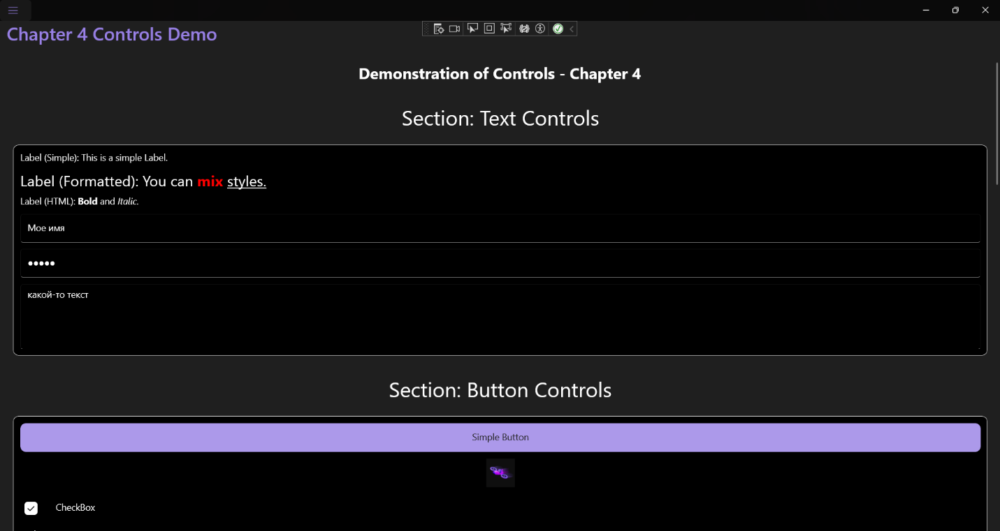 Chapter 4 Controls Demo
Demonstration of Controls - Chapter 4
Section: Text Controls
Label (Simple): This is a simple Label.
Label (Formatted): You can mix styles.
Label (HTML): Bold and Italic.
Мое имя
●●●●●
какой-то текст
Section: Button Controls
Simple Button
CheckBox